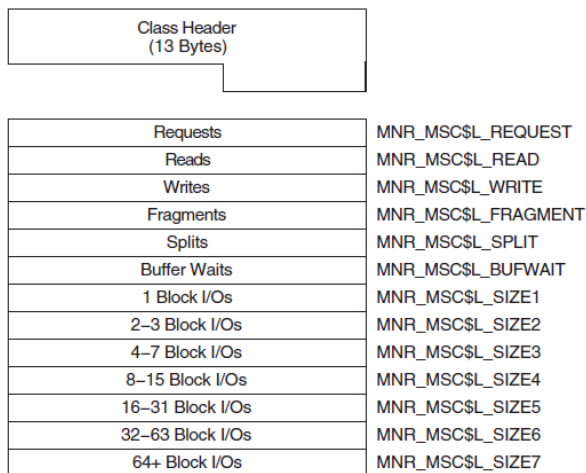 Class Header
(13 Bytes)
Requests MNR_MSC$L_REQUEST
Reads MNR_MSC$L_READ
Writes MNR_MSC$L_WRITE
Fragments MNR_MSC$L_FRAGMENT
Splits MNR_MSC$L_SPLIT
Buffer Waits MNR_MSC$L_BUFWAIT
1 Block I/Os MNR_MSC$L_SIZE1
2–3 Block I/Os MNR_MSC$L_SIZE2
4–7 Block I/Os MNR_MSC$L_SIZE3
8–15 Block I/Os MNR_MSC$L_SIZE4
16–31 Block I/Os MNR_MSC$L_SIZE5
32–63 Block I/Os MNR_MSC$L_SIZE6
64+ Block I/Os MNR_MSC$L_SIZE7